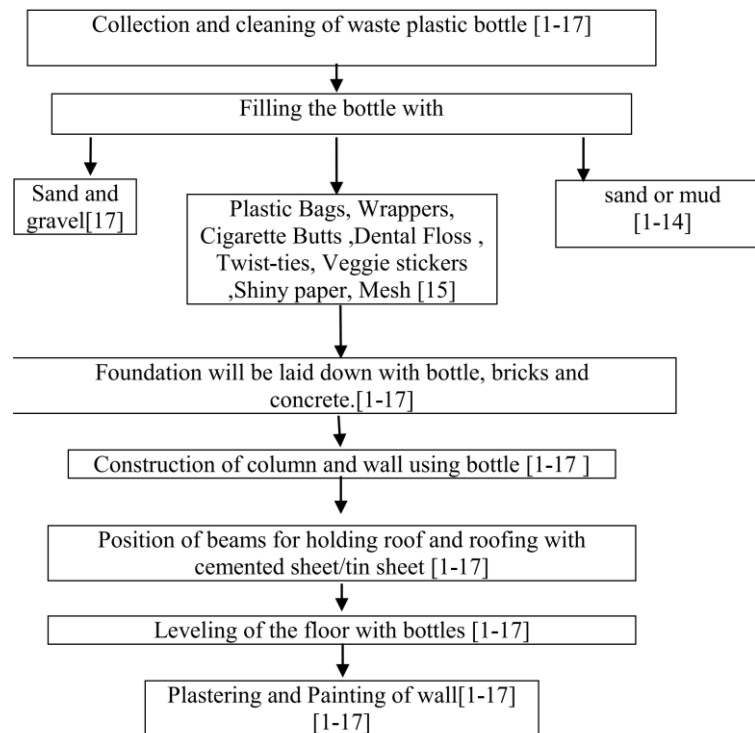 Collection and cleaning of waste plastic bottle [1-17]
Filling the bottle with
Sand and
gravel[17]
Plastic Bags, Wrappers,
Cigarette Butts ,Dental Floss ,
Twist-ties, Veggie stickers
,Shiny paper, Mesh [15]
sand or mud
[1-14]
Foundation will be laid down with bottle, bricks and
concrete.[1-17]
Construction of column and wall using bottle [1-17 ]
Position of beams for holding roof and roofing with
cemented sheet/tin sheet [1-17]
Leveling of the floor with bottles [1-17]
Plastering and Painting of wall[1-17]
[1-17]